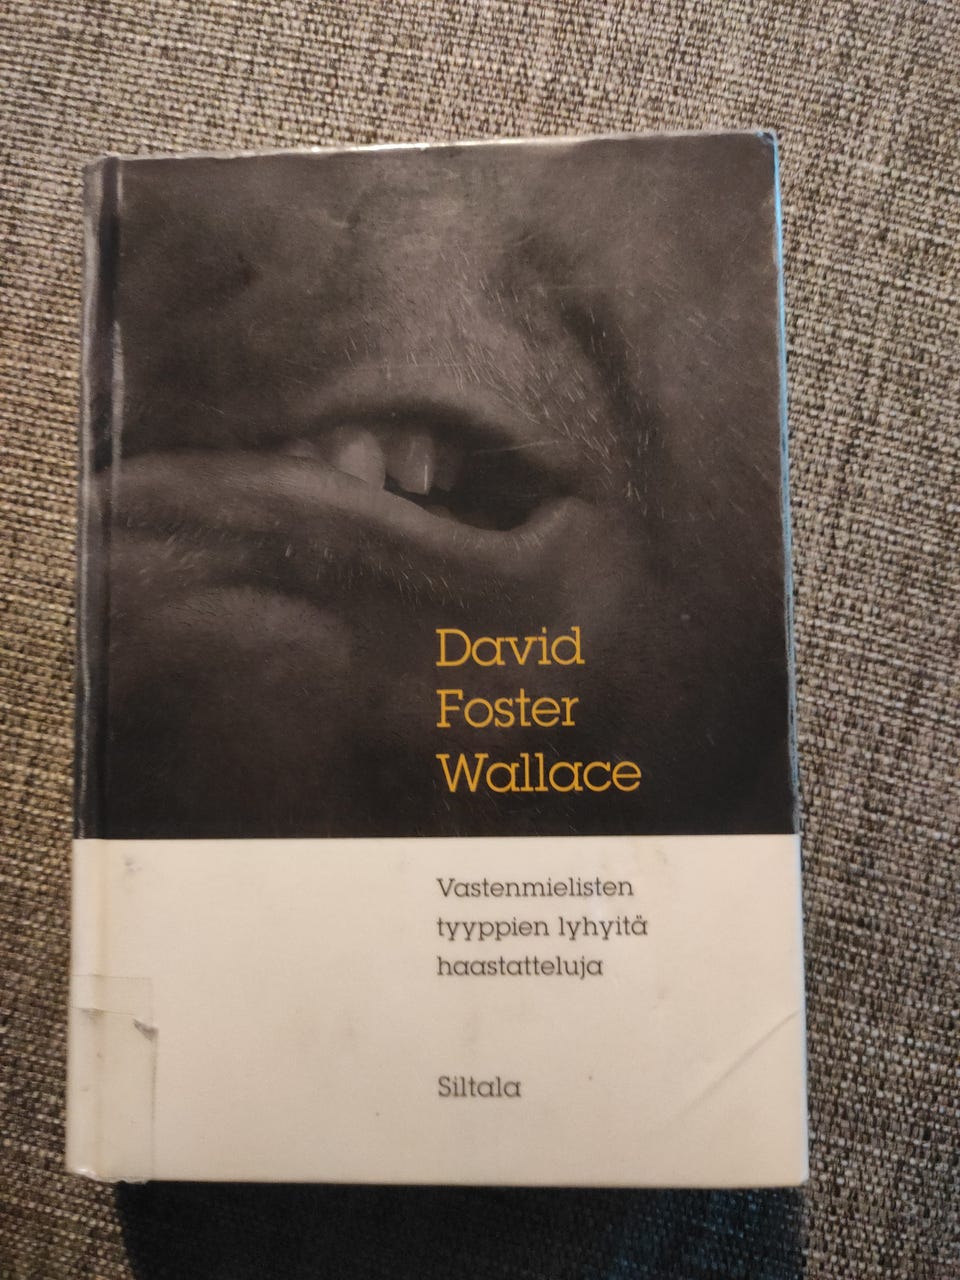 David
Foster
Wallace
Vastenmielisten
tyyppien lyhyitä
haastatteluja
Siltala